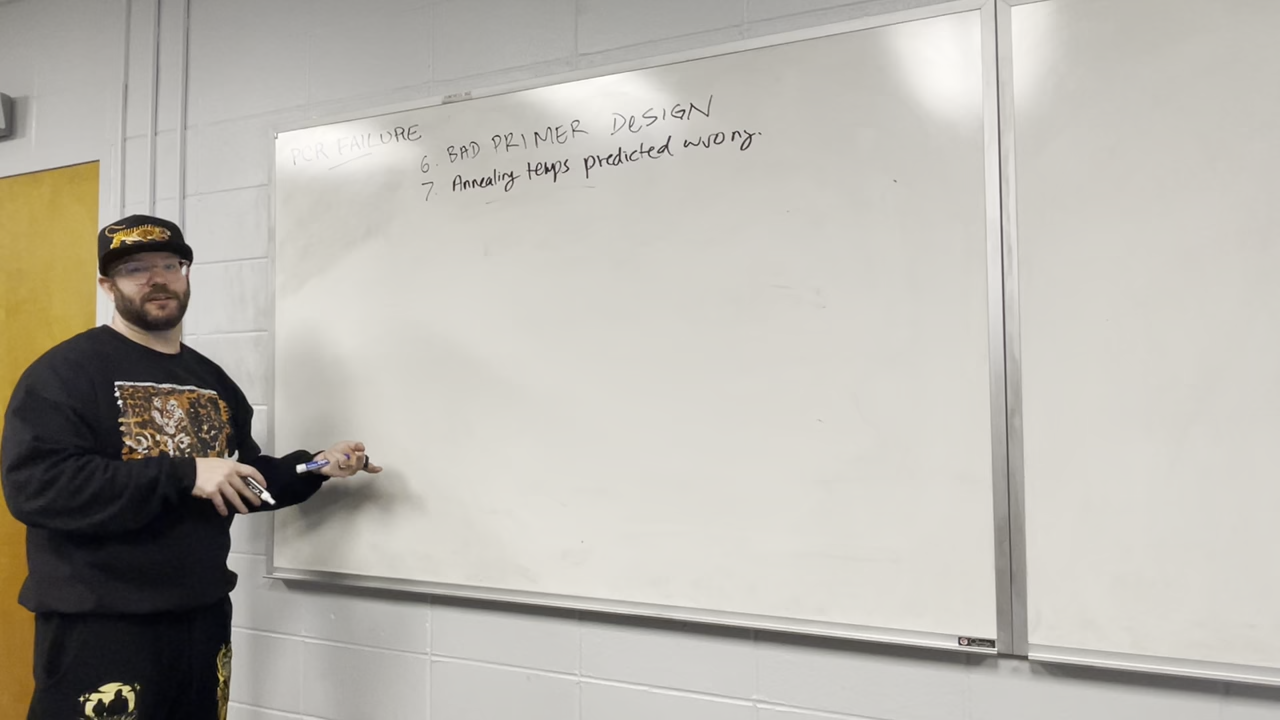 PCR FAILURE
6. BAD PRIMER DeSIGN
7. Annealing temps predicted wrong.